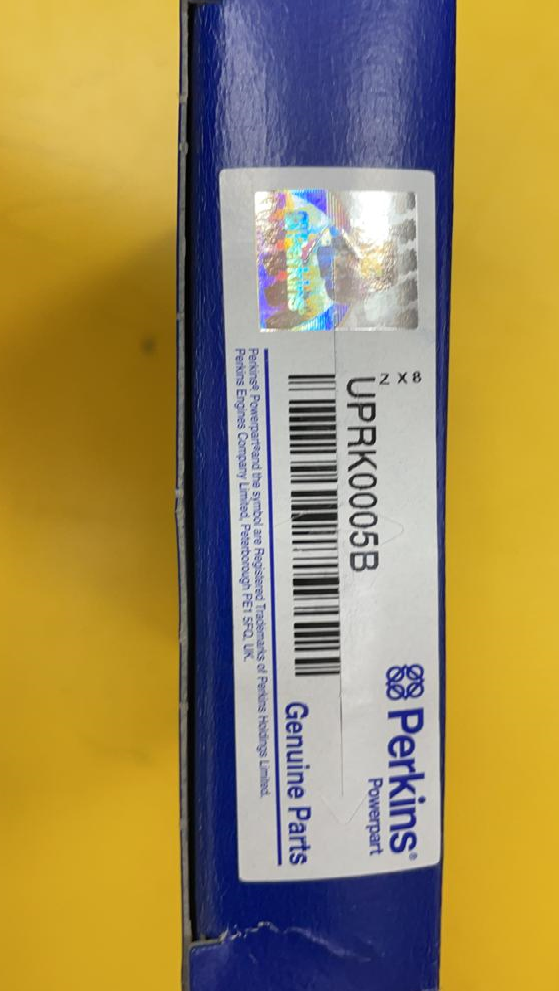 Perkins
8
X
N
UPRK0005B
Perkins®
Powerpart
Genuine Parts
Perkins® Powerpart® and the symbol are Registered Trademarks of Perkins Holdings Limited,
Perkins Engines Company Limited, Peterborough PE1 5FQ, UK.